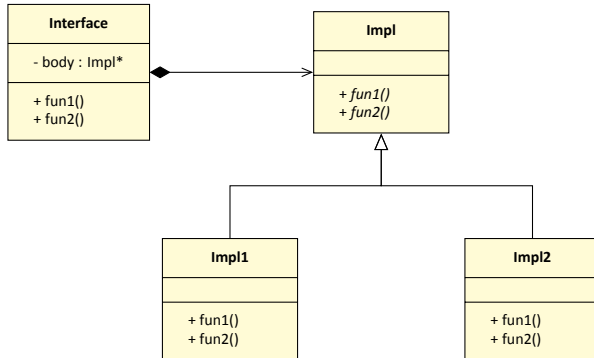 Interface
- body : Impl*
+ fun1()
+ fun2()
Impl
+ fun1()
+ fun2()
Impl1
+ fun1()
+ fun2()
Impl2
+ fun1()
+ fun2()